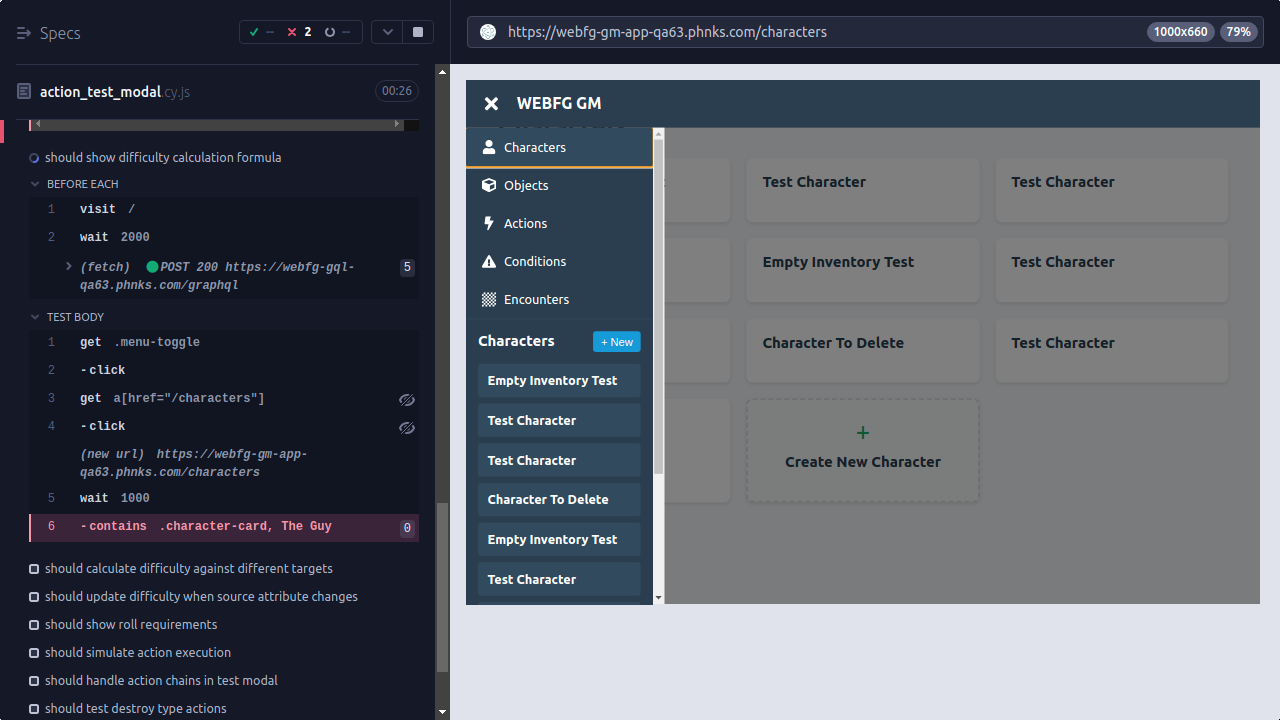 Specs
-- 2 --
action_test_modal.cy.js 00:26
should show difficulty calculation formula
BEFORE EACH
1 visit /
2 wait 2000
(fetch) POST 200 https://webfg-gql-
qa63.phnks.com/graphql 5
TEST BODY
1 get .menu-toggle
2 -click
3 get a[href="/characters"]
4 -click
(new url) https://webfg-gm-app-
qa63.phnks.com/characters
5 wait 1000
6 -contains .character-card, The Guy 0
should calculate difficulty against different targets
should update difficulty when source attribute changes
should show roll requirements
should simulate action execution
should handle action chains in test modal
should test destroy type actions
https://webfg-gm-app-qa63.phnks.com/characters 1000x660 79%
WEBFG GM
Characters
Objects
Actions
Conditions
Encounters
Characters + New
Empty Inventory Test
Test Character
Test Character
Character To Delete
Empty Inventory Test
Test Character
Test Character Test Character
Empty Inventory Test Test Character
Character To Delete Test Character
+
Create New Character